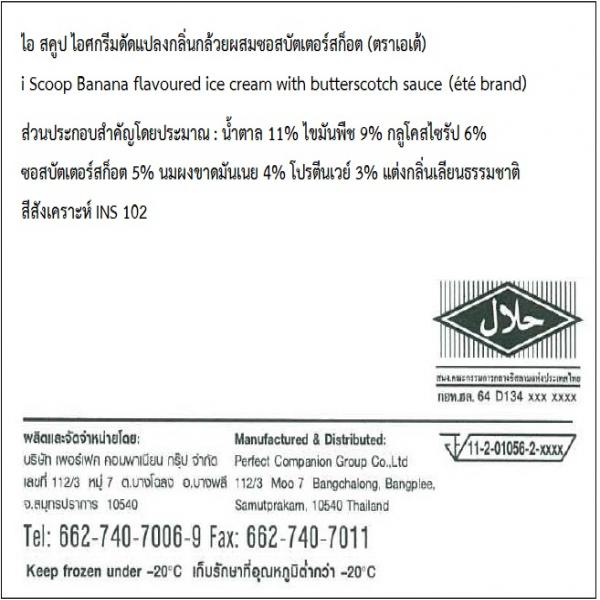 ไอ สคูป ไอศกรีมดัดแปลงกลิ่นกล้วยผสมซอสบัตเตอร์สก็อต (ตราเอเต้)
i Scoop Banana flavoured ice cream with butterscotch sauce (été brand)
ส่วนประกอบสำคัญโดยประมาณ : น้ำตาล 11% ไขมันพืช 9% กลูโคสไซรัป 6%
ซอสบัตเตอร์สก็อต 5% นมผงขาดมันเนย 4% โปรตีนเวย์ 3% แต่งกลิ่นเลียนธรรมชาติ
สีสังเคราะห์ INS 102
حلال
สนง.คณะกรรมการกลางอิสลามแห่งประเทศไทย
กอท.ฮล. 64 D134 xxx xxxx
ผลิตและจัดจำหน่ายโดย:
บริษัท เพอร์เฟค คอมพาเนียน กรุ๊ป จำกัด
เลขที่ 112/3 หมู่ 7 ต.บางโฉลง อ.บางพลี
จ.สมุทรปราการ 10540
Manufactured & Distributed:
Perfect Companion Group Co.,Ltd
112/3 Moo 7 Bangchalong, Bangplee,
Samutprakarn, 10540 Thailand
11-2-01056-2-xxxx
Tel: 662-740-7006-9 Fax: 662-740-7011
Keep frozen under -20°C เก็บรักษาที่อุณหภูมิต่ำกว่า -20°C